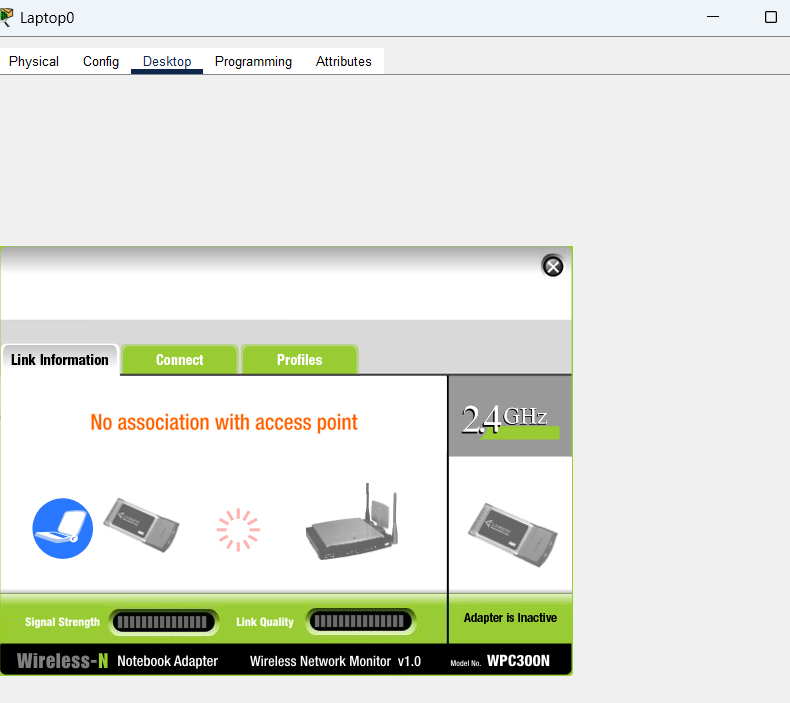 Laptop0
Physical Config Desktop Programming Attributes
Link Information Connect Profiles
No association with access point
2.4GHz
Signal Strength Link Quality Adapter is Inactive
Wireless-N Notebook Adapter Wireless Network Monitor v1.0 Model No. WPC300N